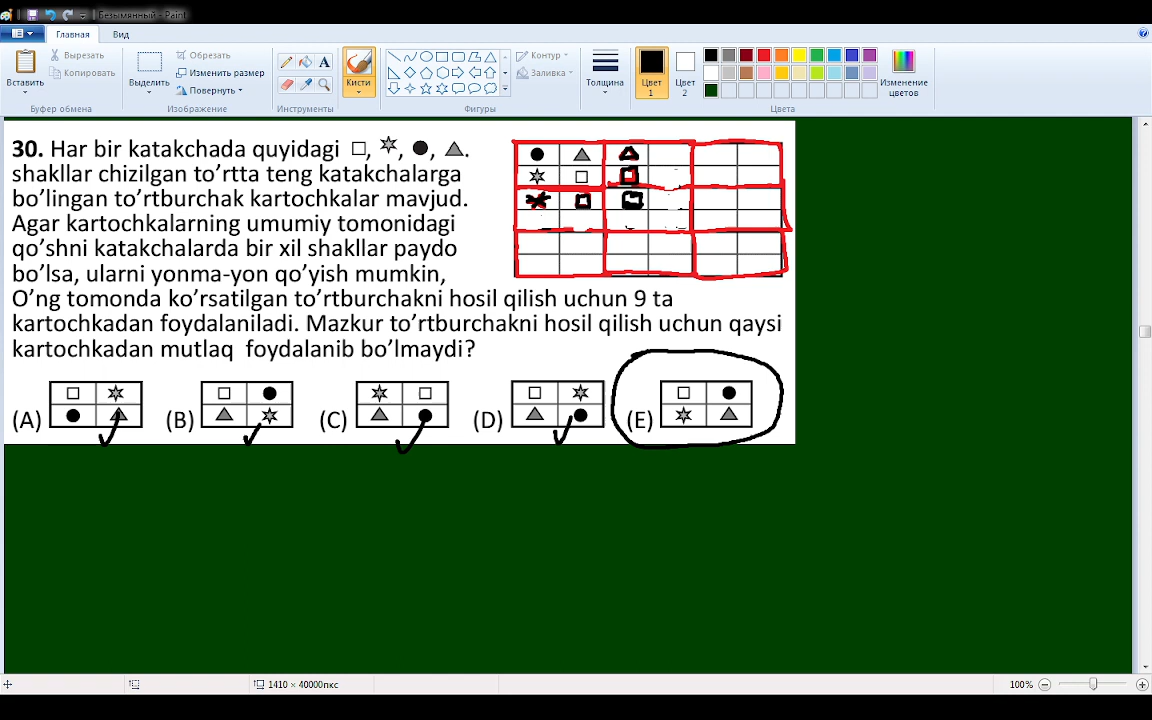 Безымянный - Paint
Главная
Вид
Вставить
Вырезать
Копировать
Буфер обмена
Выделить
Обрезать
Изменить размер
Повернуть
Изображение
A
Инструменты
Кисти
Контур
Заливка
Фигуры
Толщина
Цвет 1
Цвет 2
Изменение цветов
Цвета
30. Har bir katakchada quyidagi □, ✶, ●, ▲.
shakllar chizilgan to’rtta teng katakchalarga
bo’lingan to’rtburchak kartochkalar mavjud.
Agar kartochkalarning umumiy tomonidagi
qo’shni katakchalarda bir xil shakllar paydo
bo’lsa, ularni yonma-yon qo’yish mumkin,
O’ng tomonda ko’rsatilgan to’rtburchakni hosil qilish uchun 9 ta
kartochkadan foydalaniladi. Mazkur to’rtburchakni hosil qilish uchun qaysi
kartochkadan mutlaq foydalanib bo’lmaydi?
(A) (B) (C) (D) (E)
1410 × 40000пкс
100%